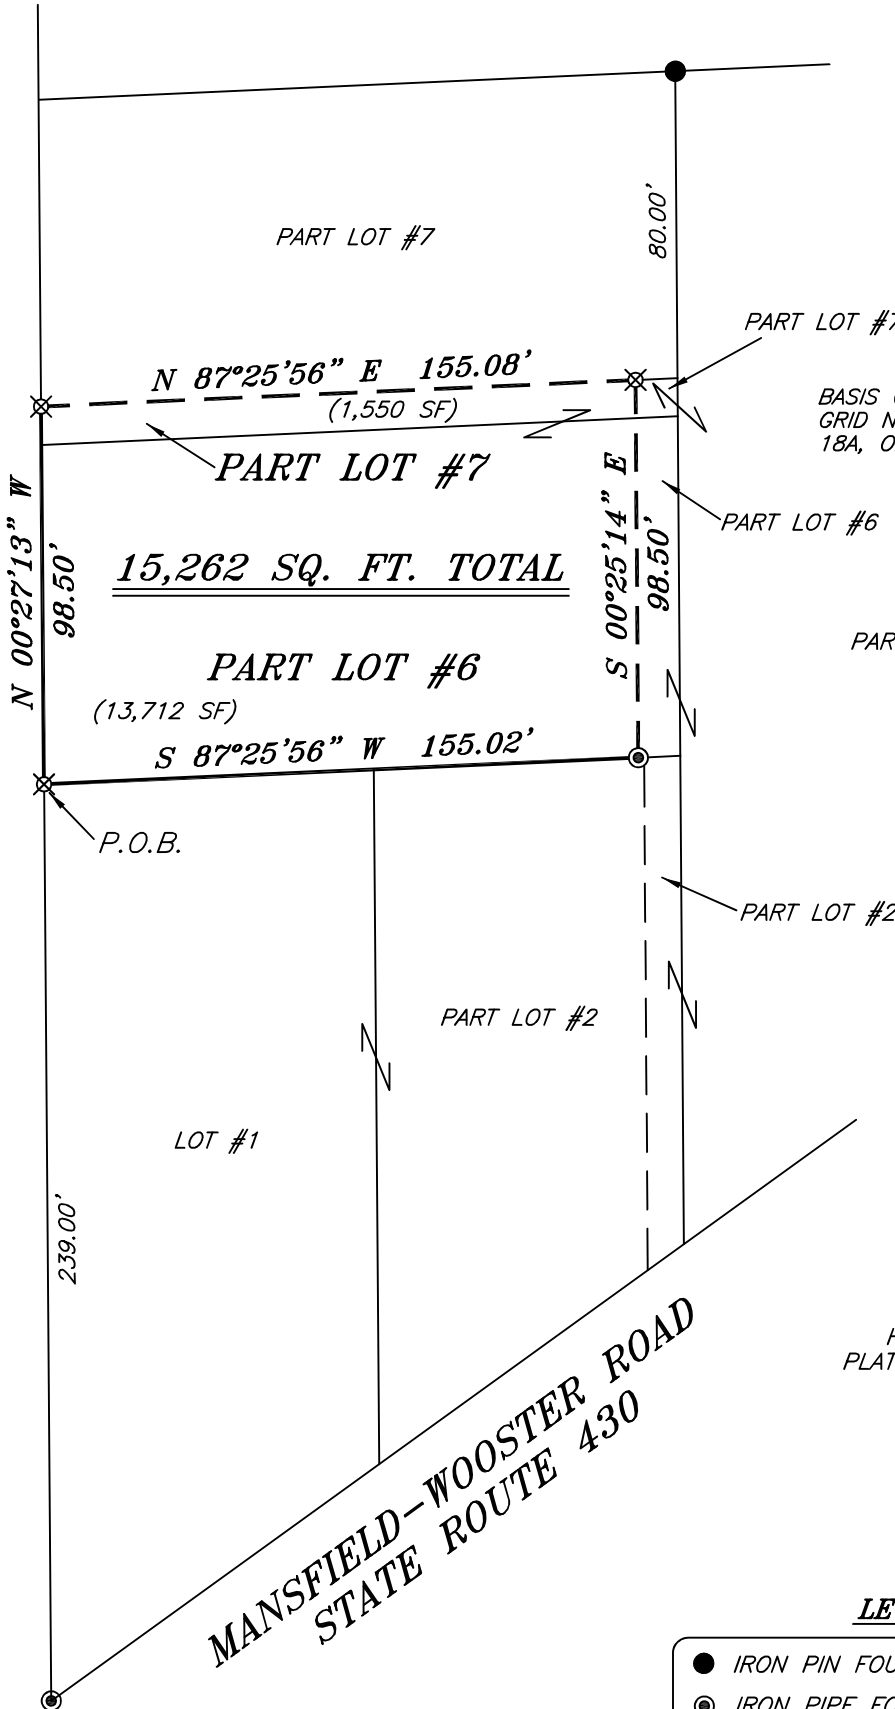 80.00'
PART LOT #7
PART LOT #7
N 87°25'56" E 155.08'
(1,550 SF)
BASIS
GRID N
18A, O
PART LOT #7
N 00°27'13" W
98.50'
S 00°25'14" E
98.50'
PART LOT #6
15,262 SQ. FT. TOTAL
PART LOT #6
(13,712 SF)
PAR
S 87°25'56" W 155.02'
P.O.B.
PART LOT #2
PART LOT #2
LOT #1
239.00'
PLAT
MANSFIELD-WOOSTER ROAD
STATE ROUTE 430
LE
IRON PIN FOU
IRON PIPE FO